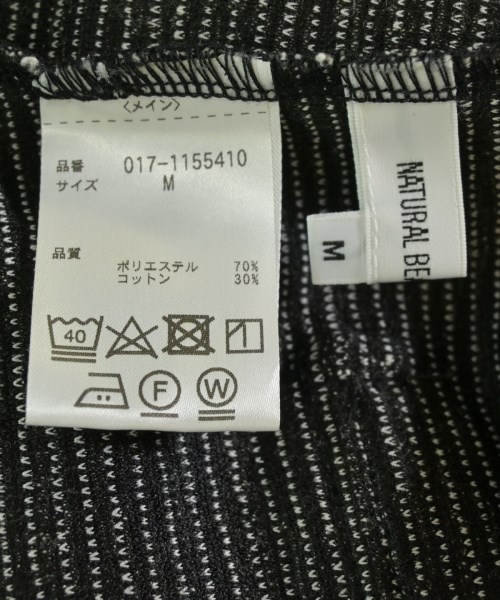 〈メイン〉
品番 017-1155410
サイズ M
品質
ポリエステル 70%
コットン 30%
40
F
W
NATURAL BE
M